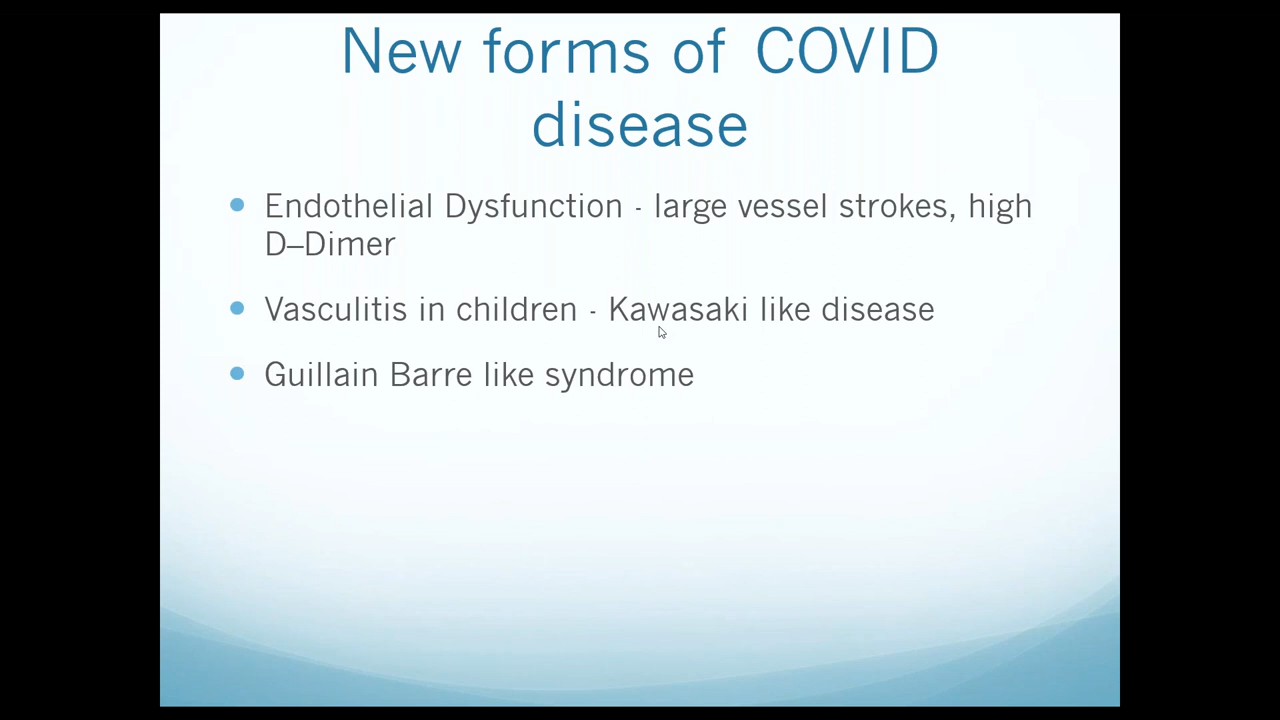 New forms of COVID
disease
• Endothelial Dysfunction - large vessel strokes, high
D–Dimer
• Vasculitis in children - Kawasaki like disease
• Guillain Barre like syndrome